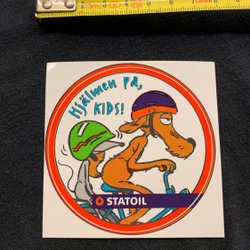 Hjälmen på,
KIDS!
STATOIL